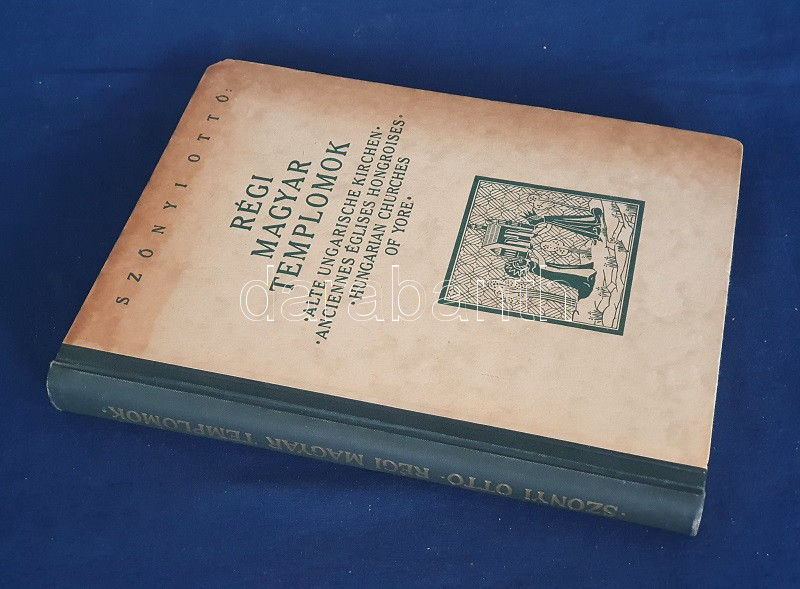 SZŐNYI OTTÓ:
RÉGI
MAGYAR
TEMPLOMOK
•ALTE UNGARISCHE KIRCHEN•
•ANCIENNES ÉGLISES HONGROISES•
•HUNGARIAN CHURCHES
OF YORE•
•SZŐNYI OTTÓ• RÉGI MAGYAR TEMPLOMOK•
darabanth